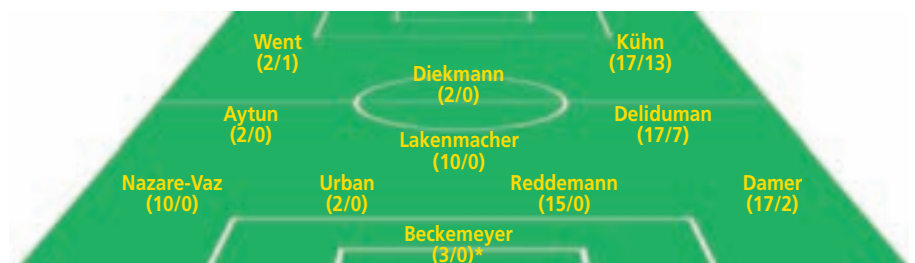 Went
(2/1)
Kühn
(17/13)
Diekmann
(2/0)
Aytun
(2/0)
Deliduman
(17/7)
Lakenmacher
(10/0)
Nazare-Vaz
(10/0)
Urban
(2/0)
Reddemann
(15/0)
Damer
(17/2)
Beckemeyer
(3/0)*